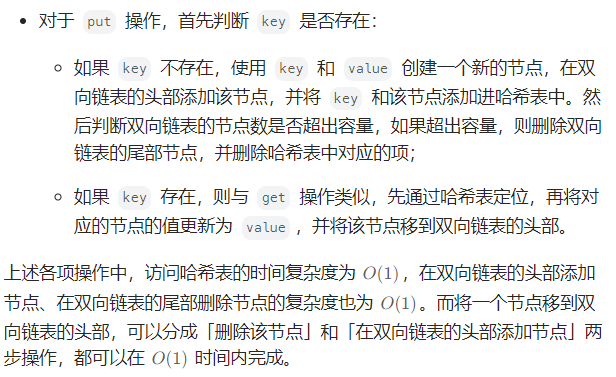 • 对于 put 操作，首先判断 key 是否存在：
◦ 如果 key 不存在，使用 key 和 value 创建一个新的节点，在双
向链表的头部添加该节点，并将 key 和该节点添加进哈希表中。然
后判断双向链表的节点数是否超出容量，如果超出容量，则删除双向
链表的尾部节点，并删除哈希表中对应的项；
◦ 如果 key 存在，则与 get 操作类似，先通过哈希表定位，再将对
应的节点的值更新为 value ，并将该节点移到双向链表的头部。
上述各项操作中，访问哈希表的时间复杂度为 O(1)，在双向链表的头部添加
节点、在双向链表的尾部删除节点的复杂度也为 O(1)。而将一个节点移到双
向链表的头部，可以分成「删除该节点」和「在双向链表的头部添加节点」两
步操作，都可以在 O(1) 时间内完成。